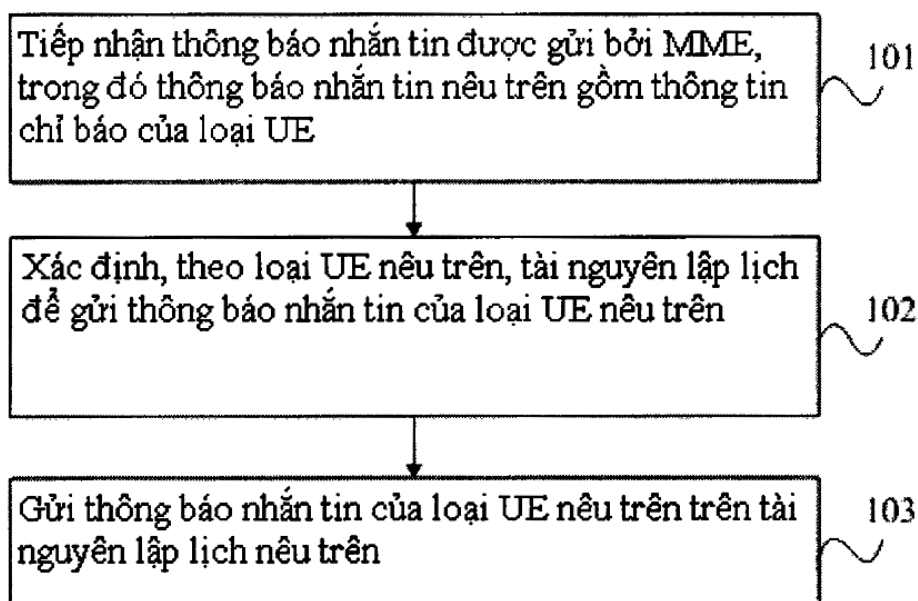 Tiếp nhận thông báo nhắn tin được gửi bởi MME,
trong đó thông báo nhắn tin nêu trên gồm thông tin
chỉ báo của loại UE
101
Xác định, theo loại UE nêu trên, tài nguyên lập lịch
để gửi thông báo nhắn tin của loại UE nêu trên
102
Gửi thông báo nhắn tin của loại UE nêu trên trên tài
nguyên lập lịch nêu trên
103